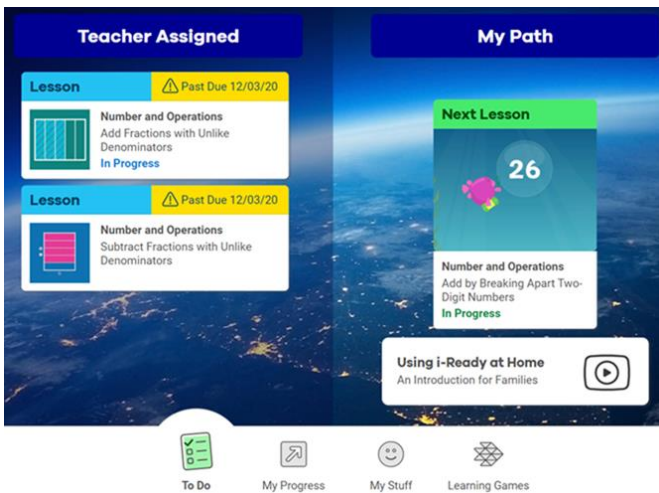 Teacher Assigned
Lesson
Past Due 12/03/20
Number and Operations
Add Fractions with Unlike
Denominators
In Progress
Lesson
Past Due 12/03/20
Number and Operations
Subtract Fractions with Unlike
Denominators
My Path
Next Lesson
26
Number and Operations
Add by Breaking Apart Two-
Digit Numbers
In Progress
Using i-Ready at Home
An Introduction for Families
To Do
My Progress
My Stuff
Learning Games